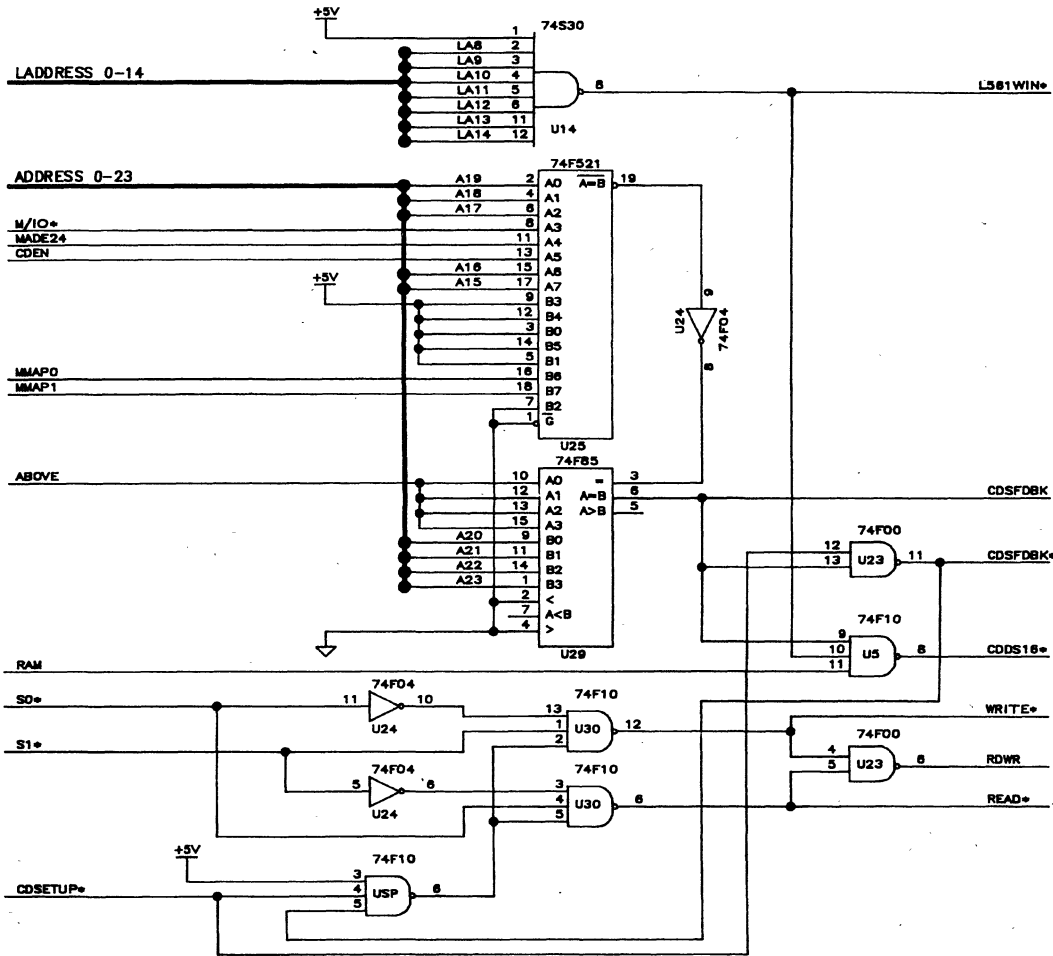 +5V
74S30
1
LA8 2
LA9 3
LADDRESS 0-14
LA10 4
LA11 5
LA12 6
LA13 11
LA14 12
8
L581WIN*
U14
74F521
ADDRESS 0-23
A19 2 A0 A=B 19
A18 4 A1
A17 6 A2
M/IO* 8 A3
MADE24 11 A4
CDEN 13 A5
A16 15 A6
A15 17 A7
+5V
9 B3
12 B4
3 B0
14 B5
5 B1
MMAP0 16 B6
MMAP1 18 B7
7 B2
1 G
U25
9
U24
74F04
8
74F85
ABOVE 10 A0 = 3
12 A1 A=B 6 CDSFDBK
13 A2 A>B 5
15 A3
A20 9 B0
A21 11 B1
A22 14 B2
A23 1 B3
2 <
7 A<B
4 >
U29
74F00
12
13 U23 11 CDSFDBK*
74F10
9
10 U5 8 CDDS16*
11
RAM
S0*
74F04
11 10
U24
74F10
13
1 U30 12
2
WRITE*
S1*
74F04
5 6
U24
74F10
3
4 U30 6
5
74F00
4
5 U23 6 RDWR
READ*
+5V
74F10
3
CDSETUP* 4 USP 6
5